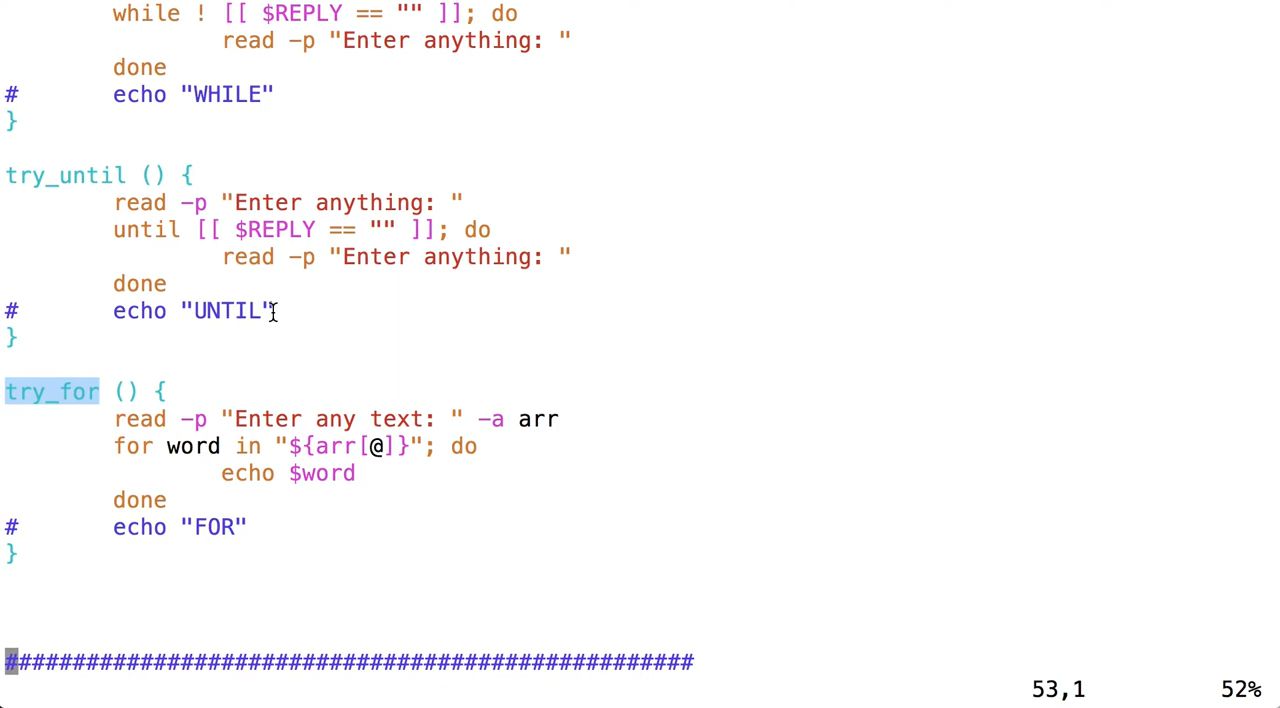 while ! [[ $REPLY == "" ]]; do
                read -p "Enter anything: "
        done
#       echo "WHILE"
}

try_until () {
        read -p "Enter anything: "
        until [[ $REPLY == "" ]]; do
                read -p "Enter anything: "
        done
#       echo "UNTIL"
}

try_for () {
        read -p "Enter any text: " -a arr
        for word in "${arr[@]}"; do
                echo $word
        done
#       echo "FOR"
}

###################################################
53,1 52%